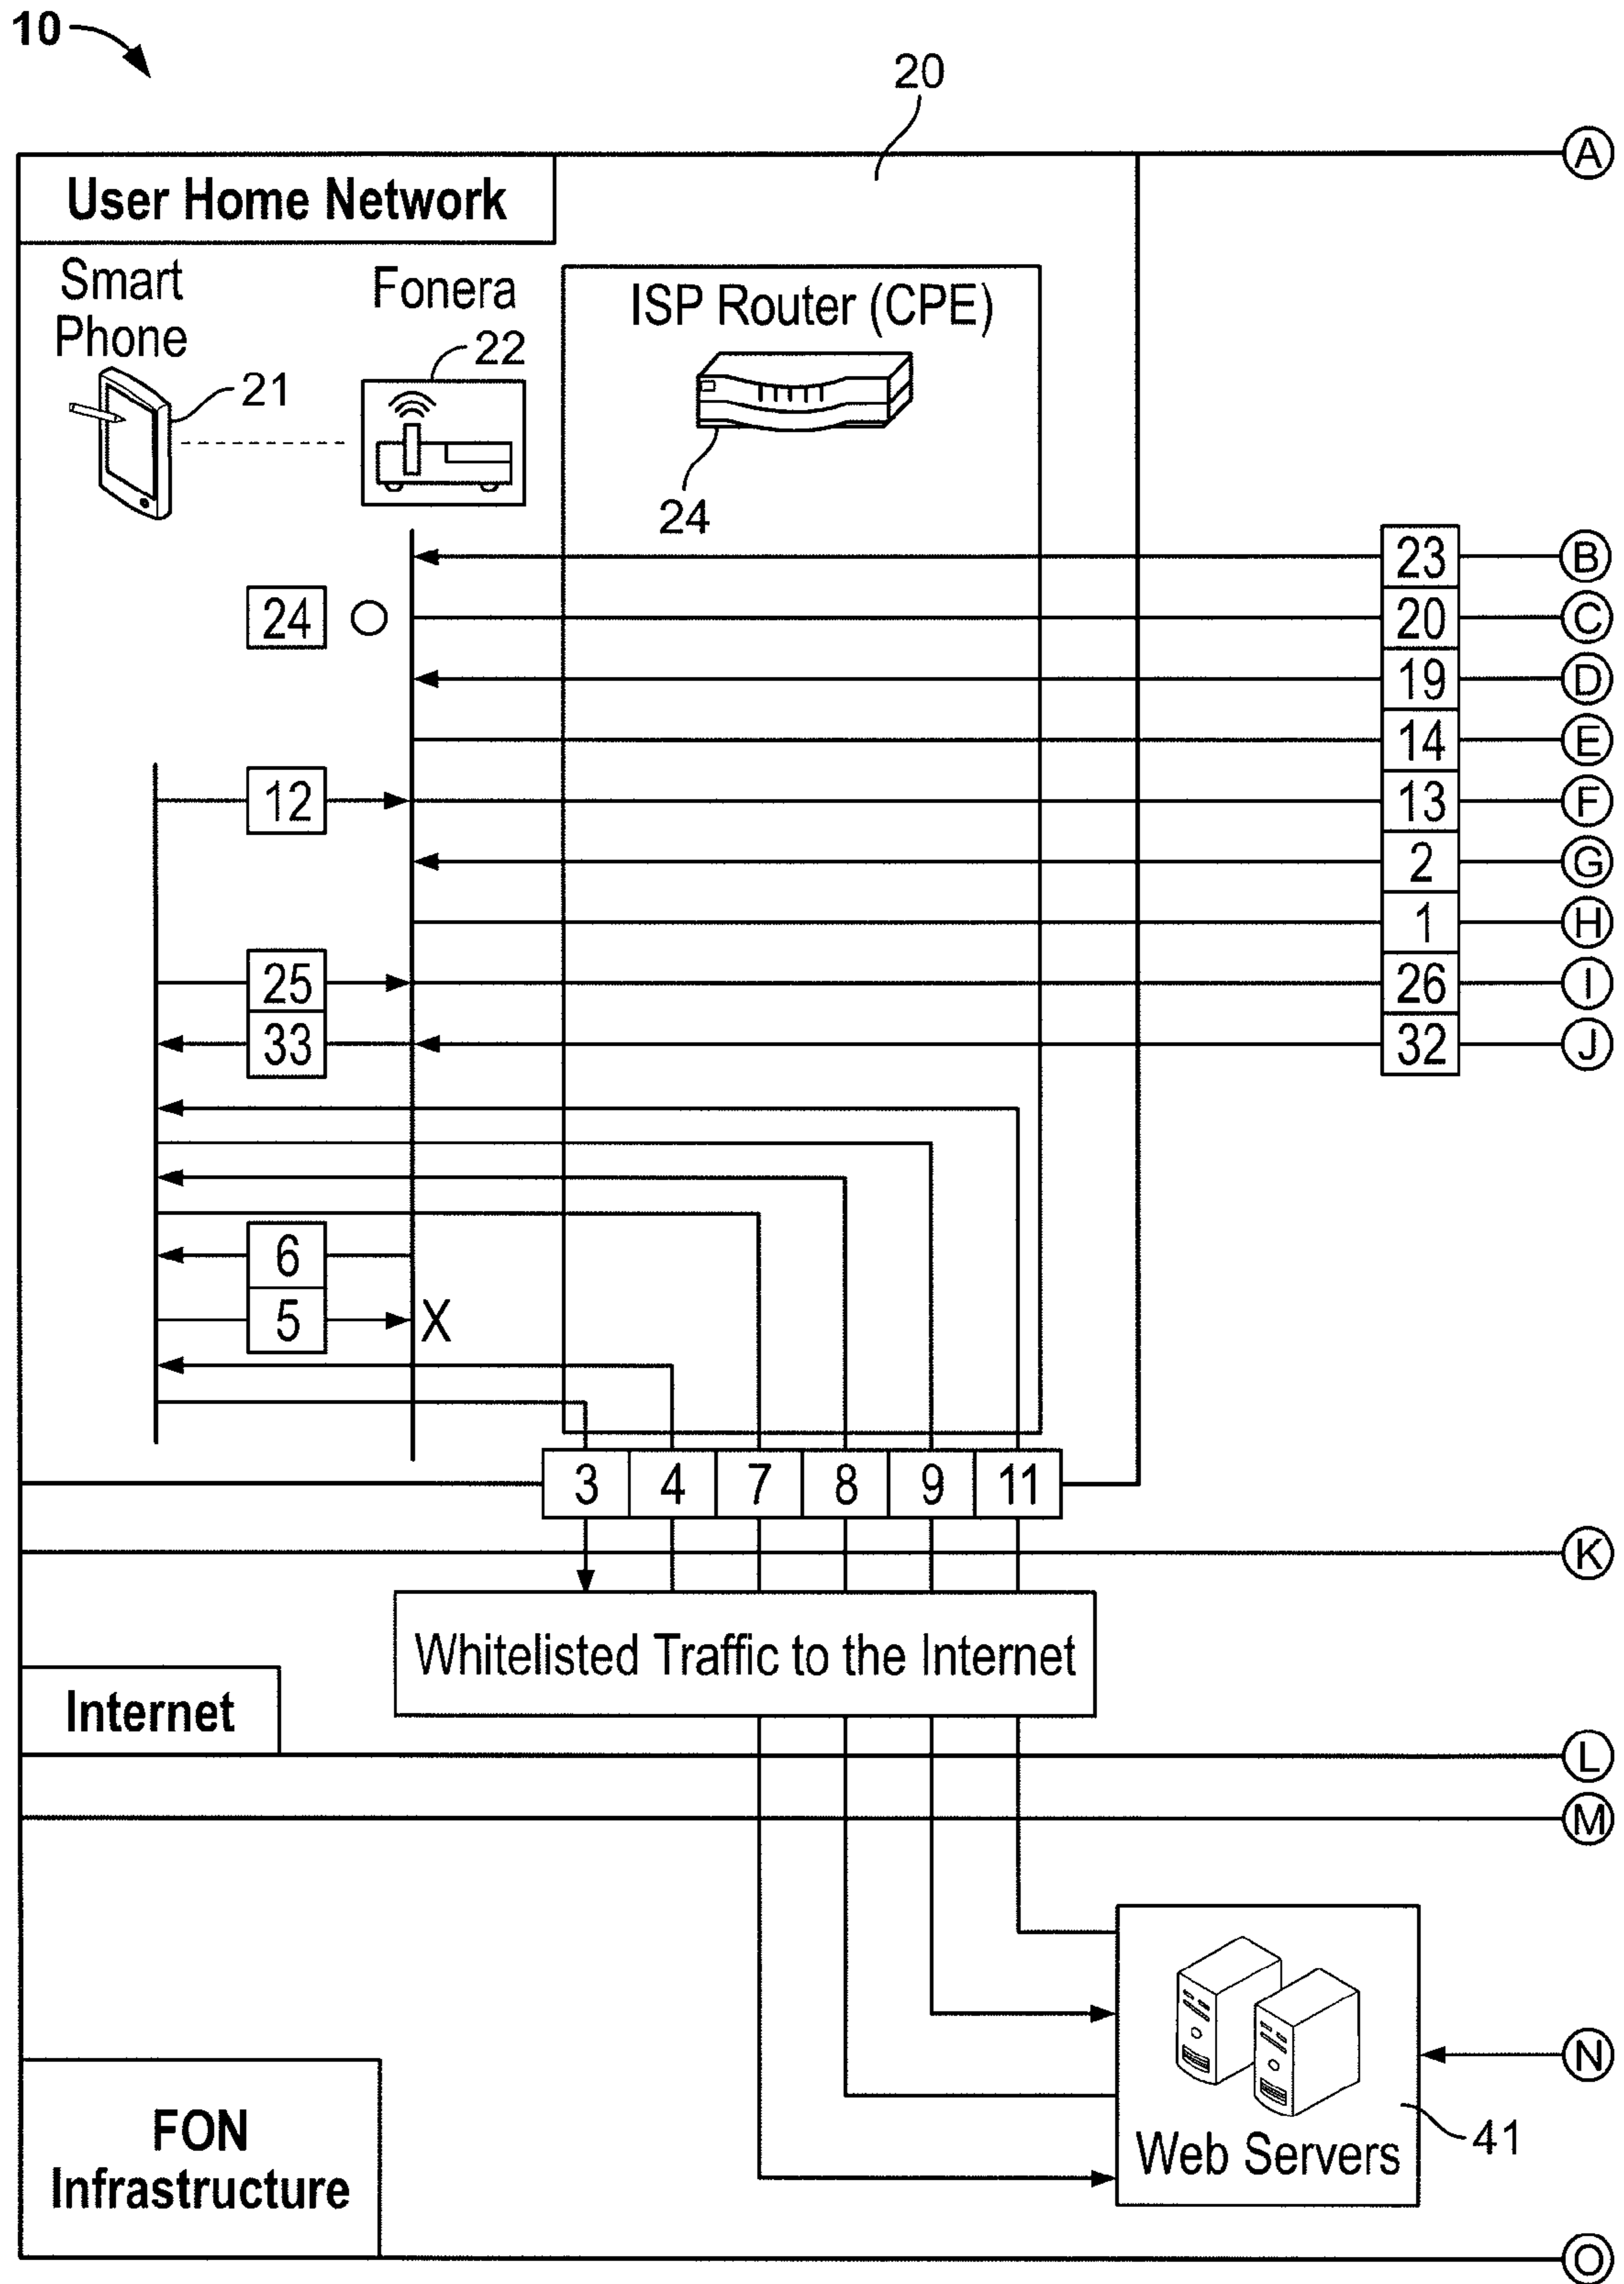 10
20
A
User Home Network
Smart
Phone
Fonera
ISP Router (CPE)
22
21
24
23 B
24 20 C
19 D
14 E
12 13 F
2 G
1 H
25 26 I
33 32 J
6
5 X
3 4 7 8 9 11
K
Whitelisted Traffic to the Internet
Internet
L
M
N
41
Web Servers
FON
Infrastructure
O